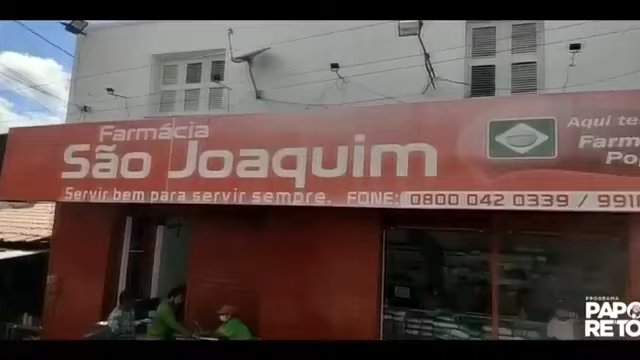 Farmácia
São Joaquim
Servir bem para servir sempre. FONE: 0800 042 0339 / 9918
Aqui te
Farm
Po
PROGRAMA
PAPO
RETO